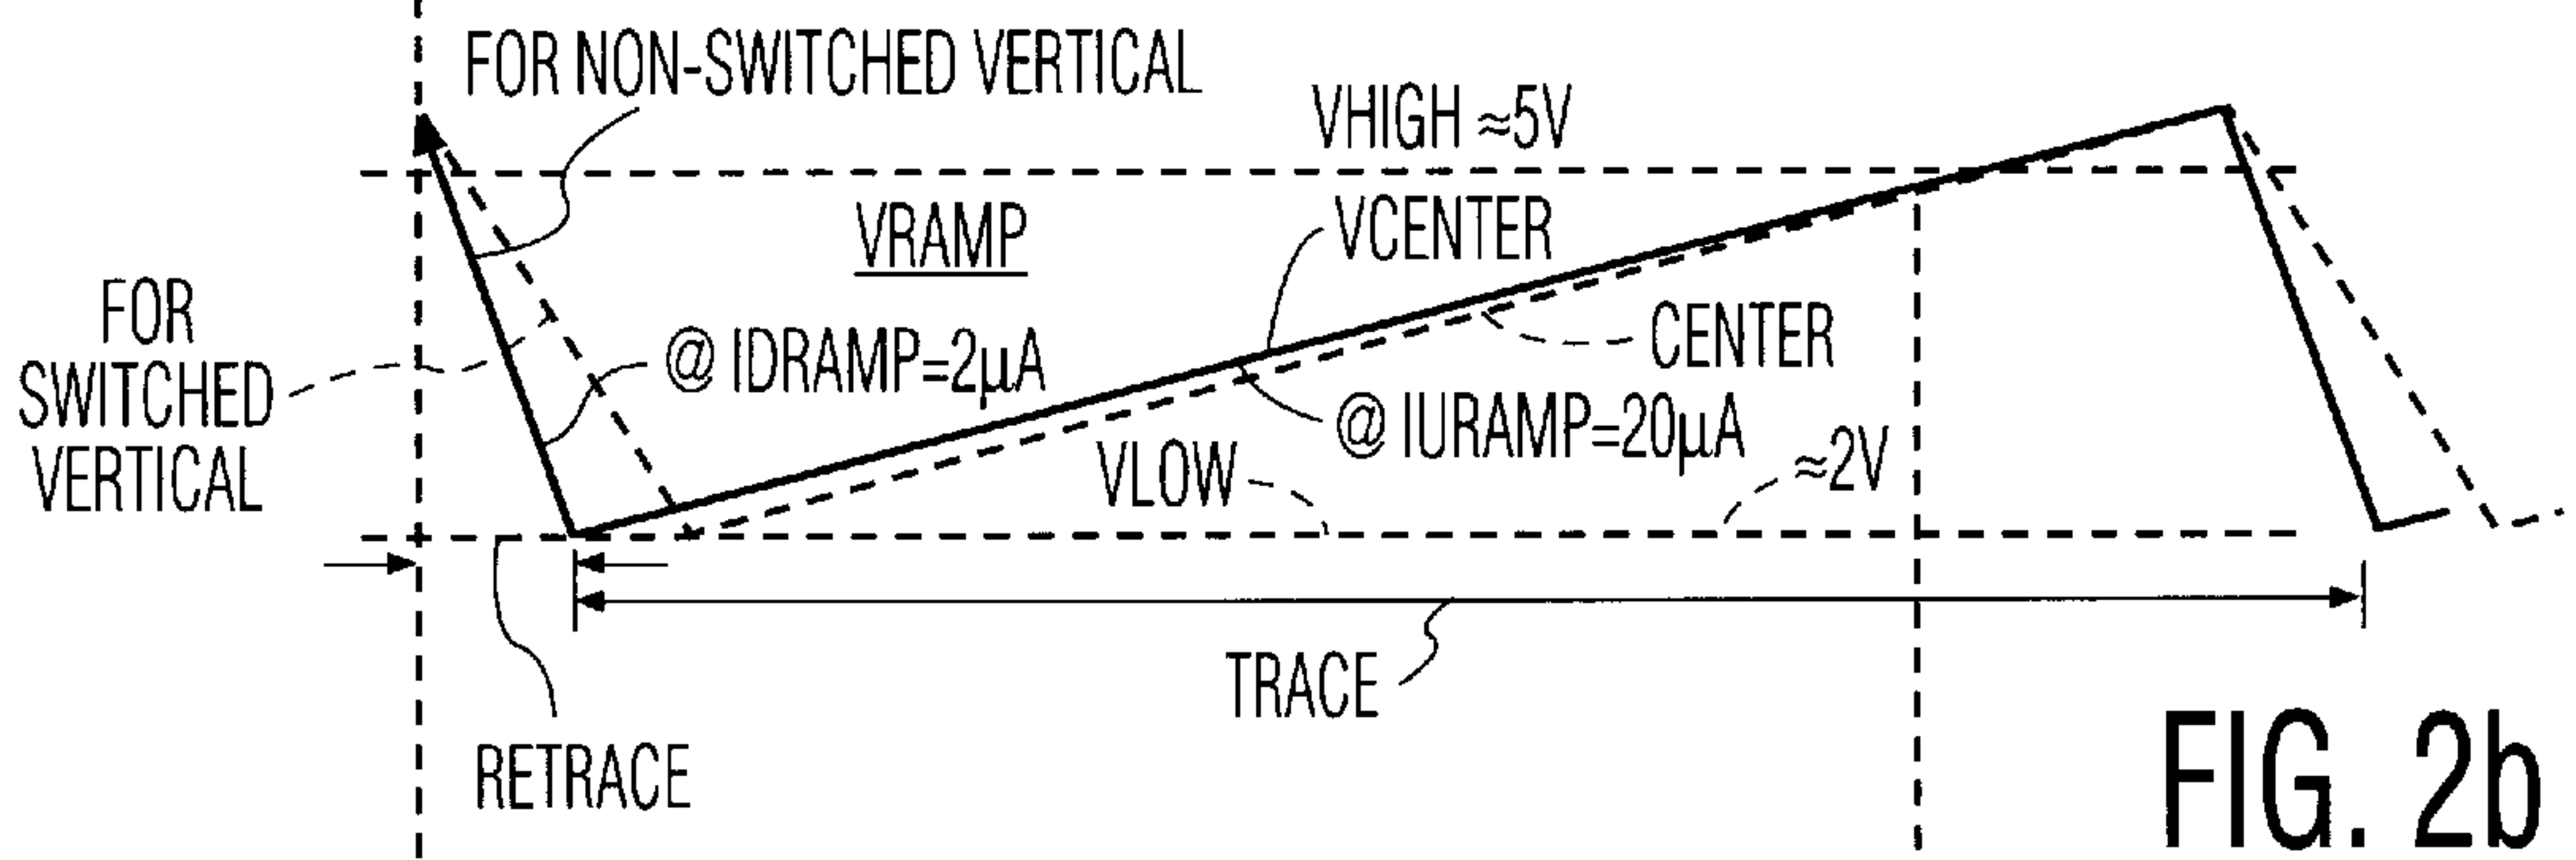 FOR NON-SWITCHED VERTICAL
VHIGH ≈5V
VRAMP
VCENTER
FOR
SWITCHED
VERTICAL
@ IDRAMP=2µA
CENTER
@ IURAMP=20µA
VLOW
≈2V
TRACE
RETRACE
FIG. 2b